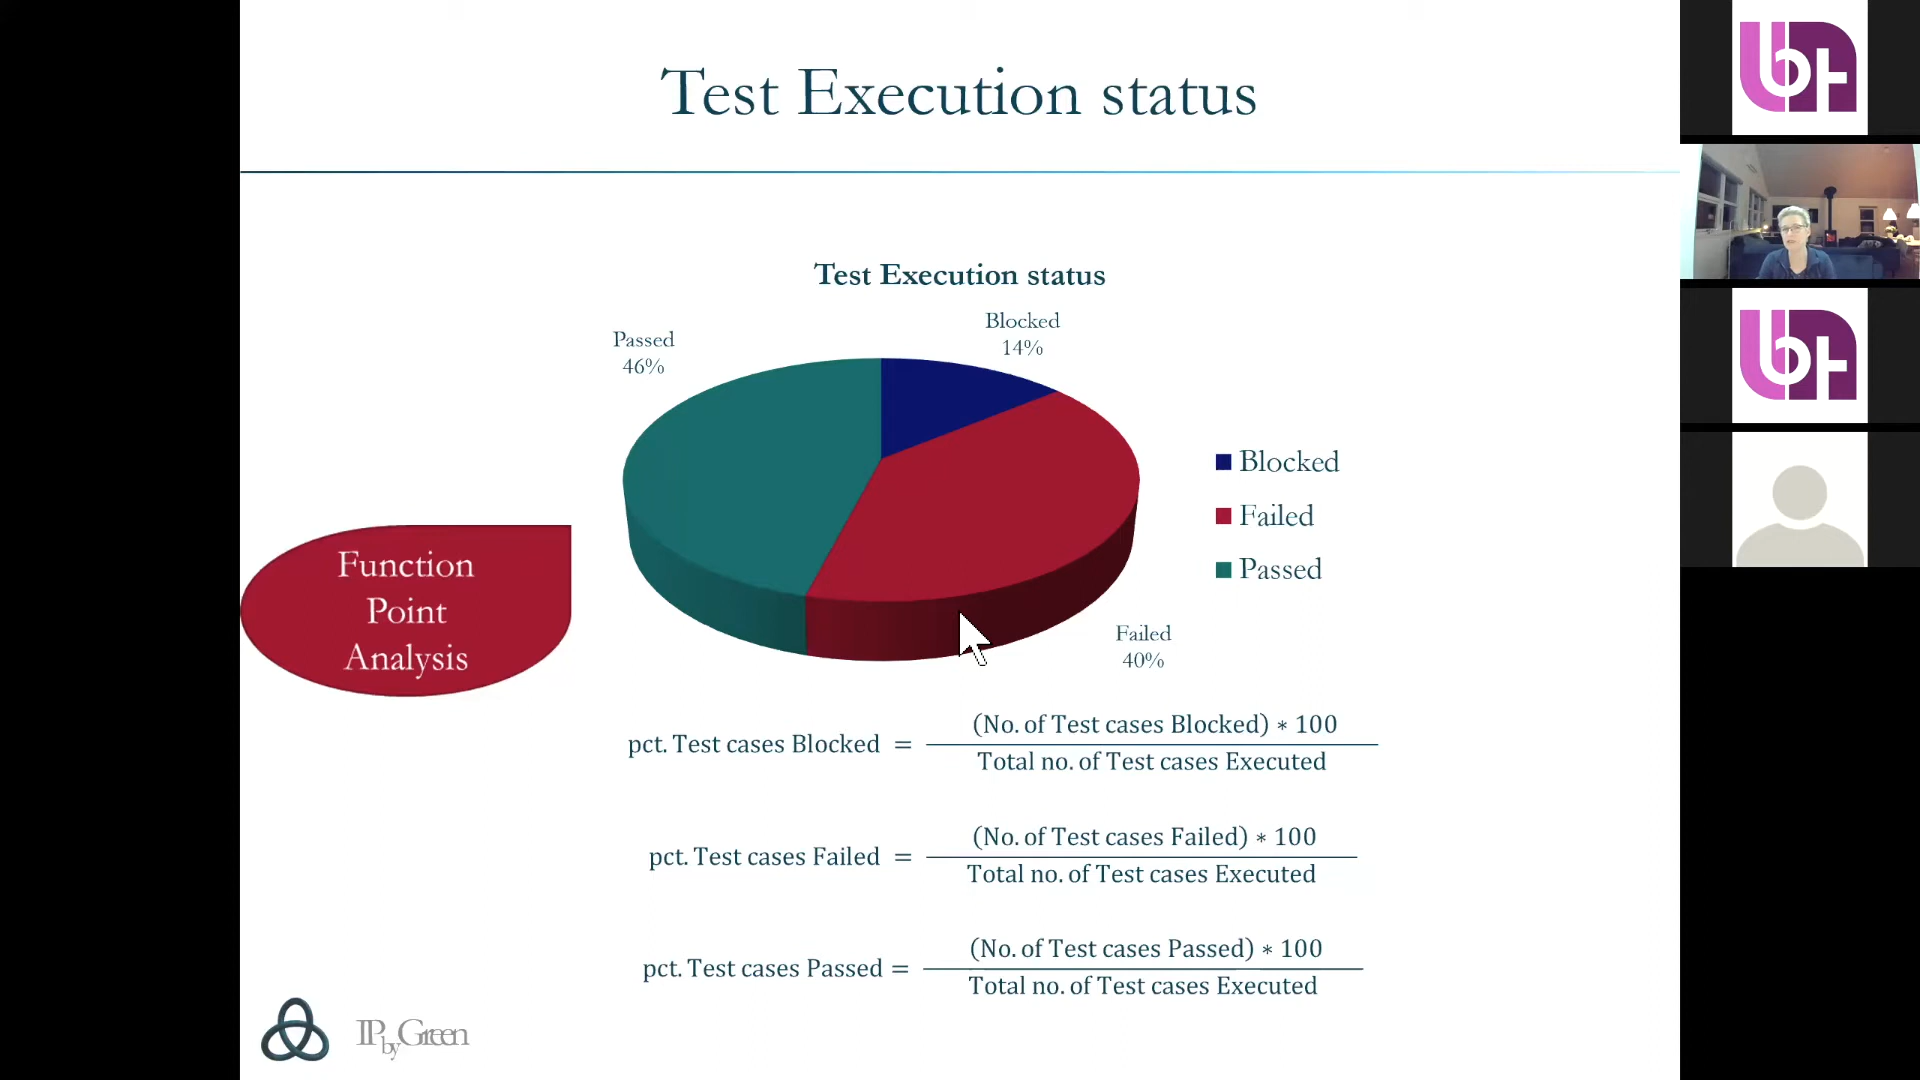 Test Execution status
Test Execution status
Passed
46%
Blocked
14%
Blocked
Failed
Passed
Function
Point
Analysis
Failed
40%
pct. Test cases Blocked = (No. of Test cases Blocked) * 100
Total no. of Test cases Executed
pct. Test cases Failed = (No. of Test cases Failed) * 100
Total no. of Test cases Executed
pct. Test cases Passed = (No. of Test cases Passed) * 100
Total no. of Test cases Executed
IPbyGreen